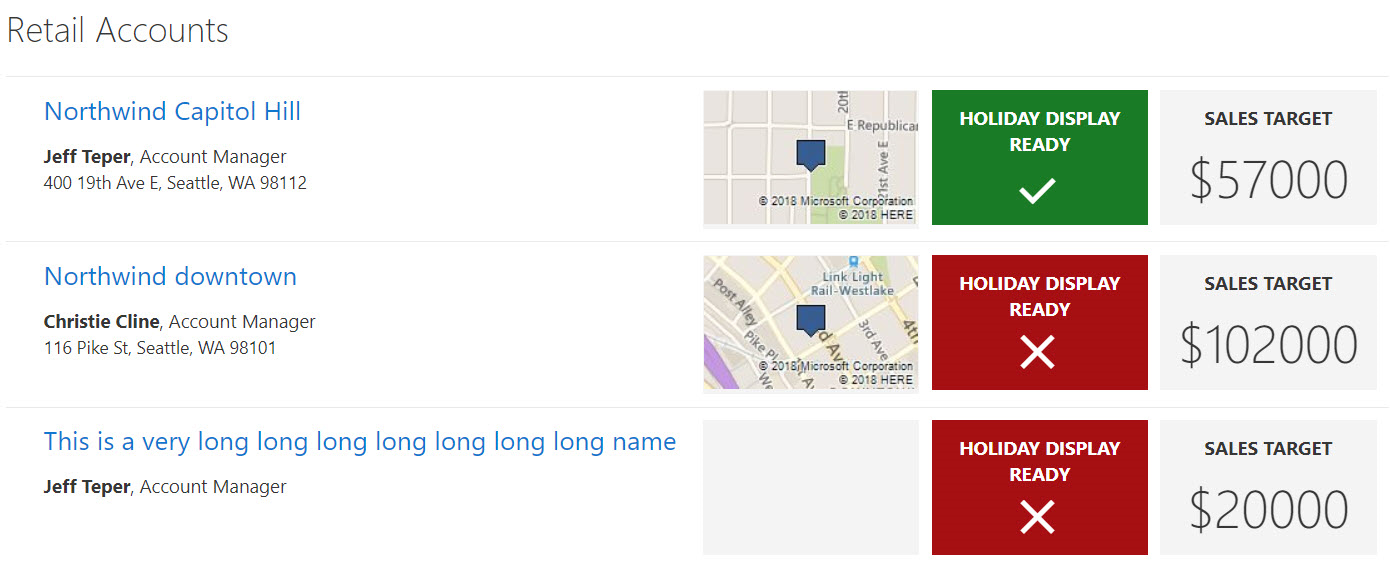 Retail Accounts
Northwind Capitol Hill
Jeff Teper, Account Manager
400 19th Ave E, Seattle, WA 98112
20th
E Republican
21st Ave E
© 2018 Microsoft Corporation
© 2018 HERE
HOLIDAY DISPLAY
READY
SALES TARGET
$57000
Northwind downtown
Christie Cline, Account Manager
116 Pike St, Seattle, WA 98101
Link Light
Rail-Westlake
Post Alley
Pike Pl
1st Av
3rd Ave
4th
© 2018 Microsoft Corporation
© 2018 HERE
HOLIDAY DISPLAY
READY
SALES TARGET
$102000
This is a very long long long long long long long name
Jeff Teper, Account Manager
HOLIDAY DISPLAY
READY
SALES TARGET
$20000